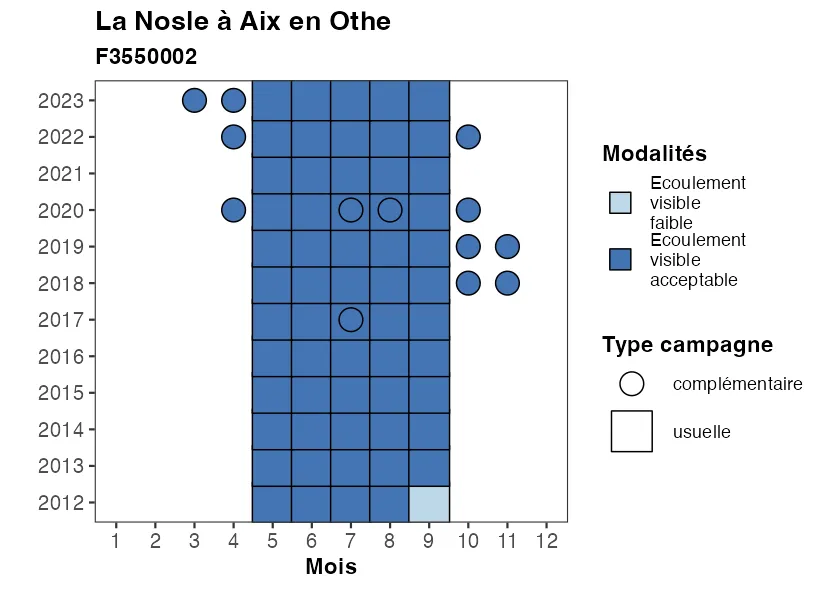 La Nosle à Aix en Othe
F3550002
2023
2022
2021
2020
2019
2018
2017
2016
2015
2014
2013
2012
1 2 3 4 5 6 7 8 9 10 11 12
Mois
Modalités
Ecoulement
visible
faible
Ecoulement
visible
acceptable
Type campagne
complémentaire
usuelle